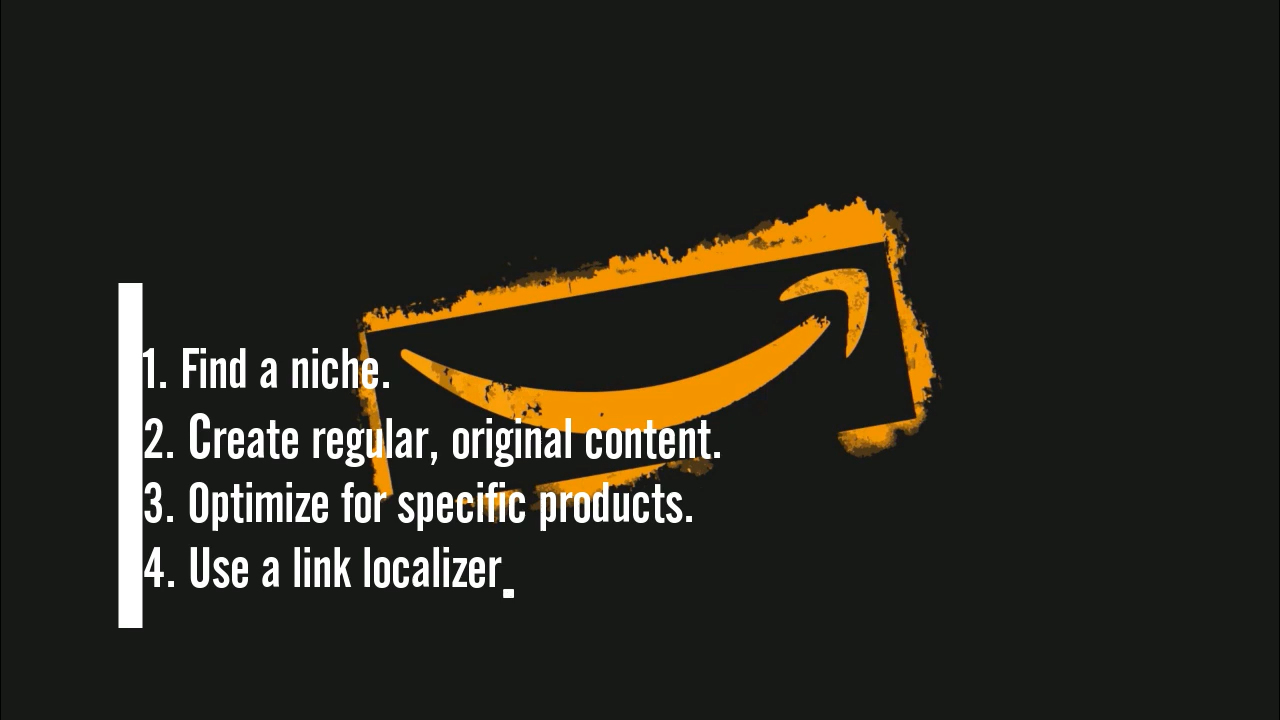 1. Find a niche.
2. Create regular, original content.
3. Optimize for specific products.
4. Use a link localizer.